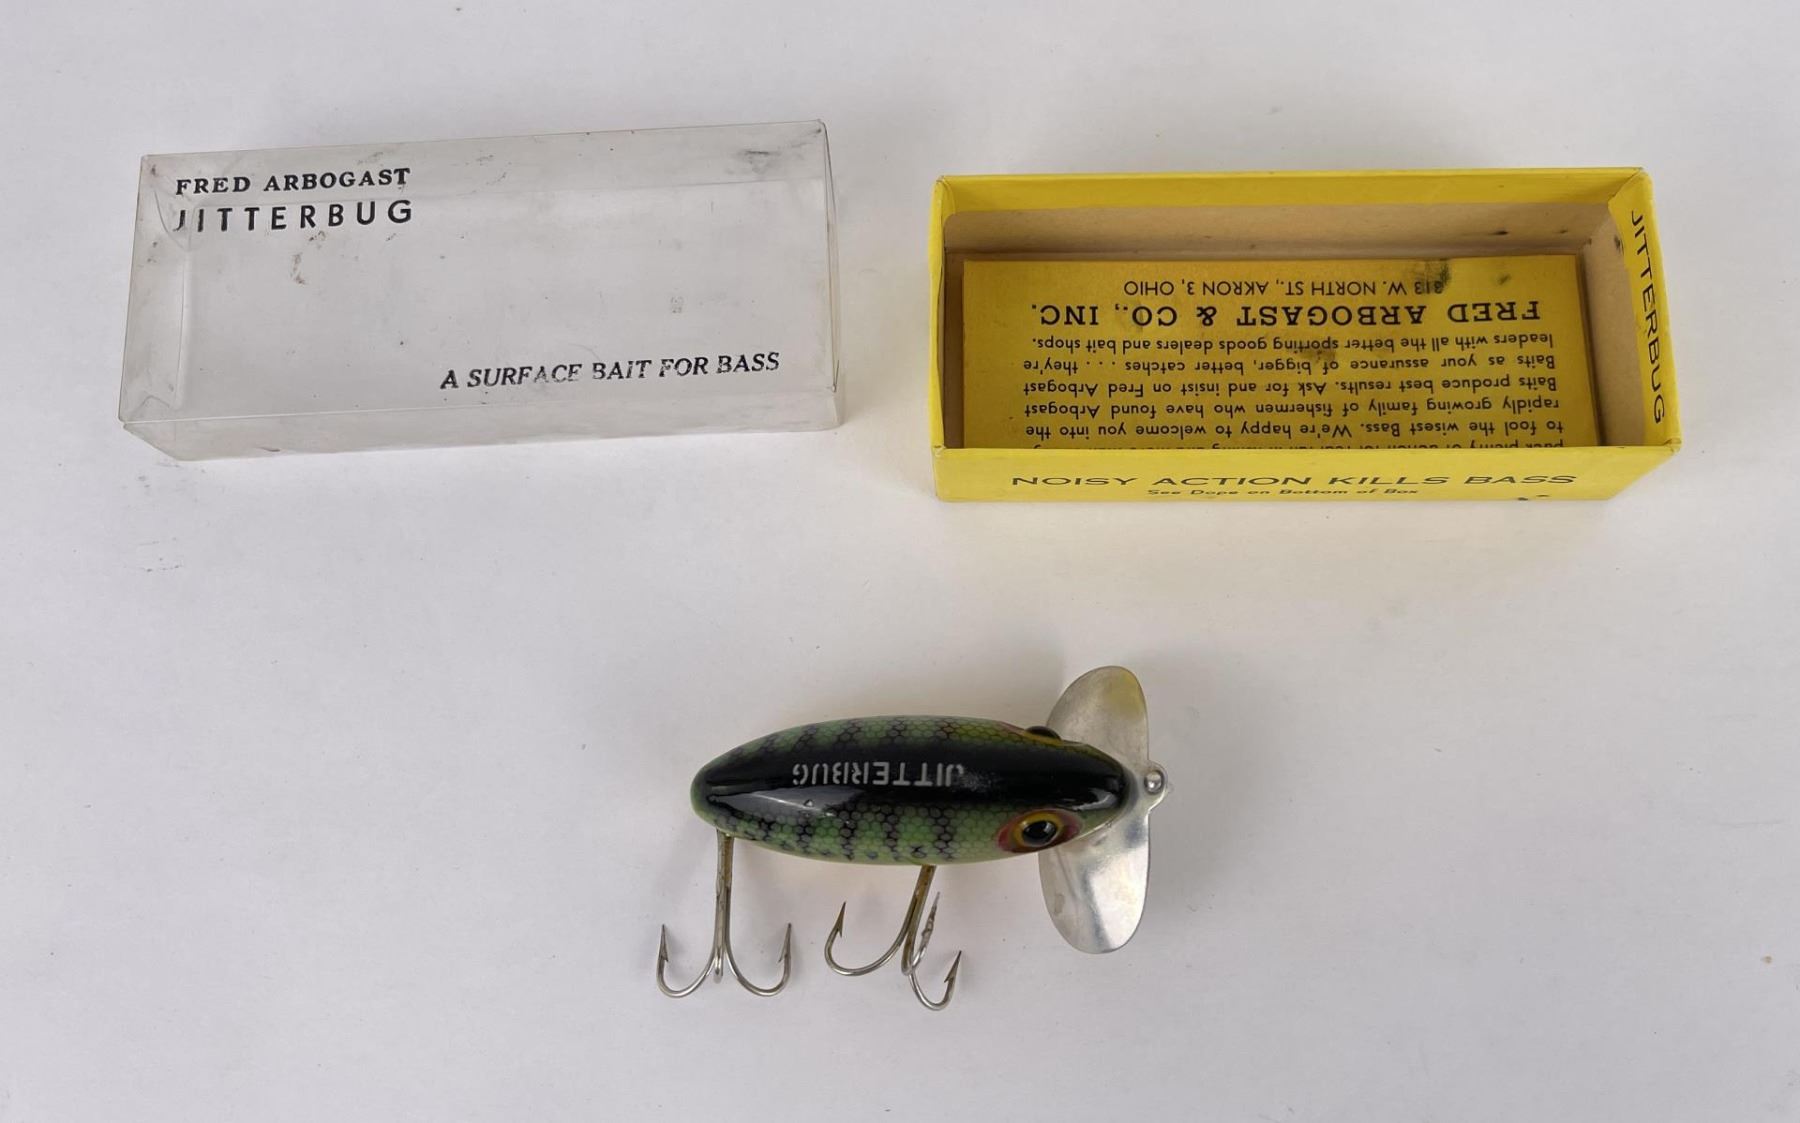 FRED ARBOGAST
JITTERBUG
A SURFACE BAIT FOR BASS
JITTERBUG
to fool the wisest Bass. We're happy to welcome you into the
rapidly growing family of fishermen who have found Arbogast
Baits produce best results. Ask for and insist on Fred Arbogast
Baits as your assurance of bigger, better catches . . . they're
leaders with all the better sporting goods dealers and bait shops.
FRED ARBOGAST & CO., INC.
313 W. NORTH ST., AKRON 3, OHIO
NOISY ACTION KILLS BASS
See Dope on Bottom of Box
JITTERBUG